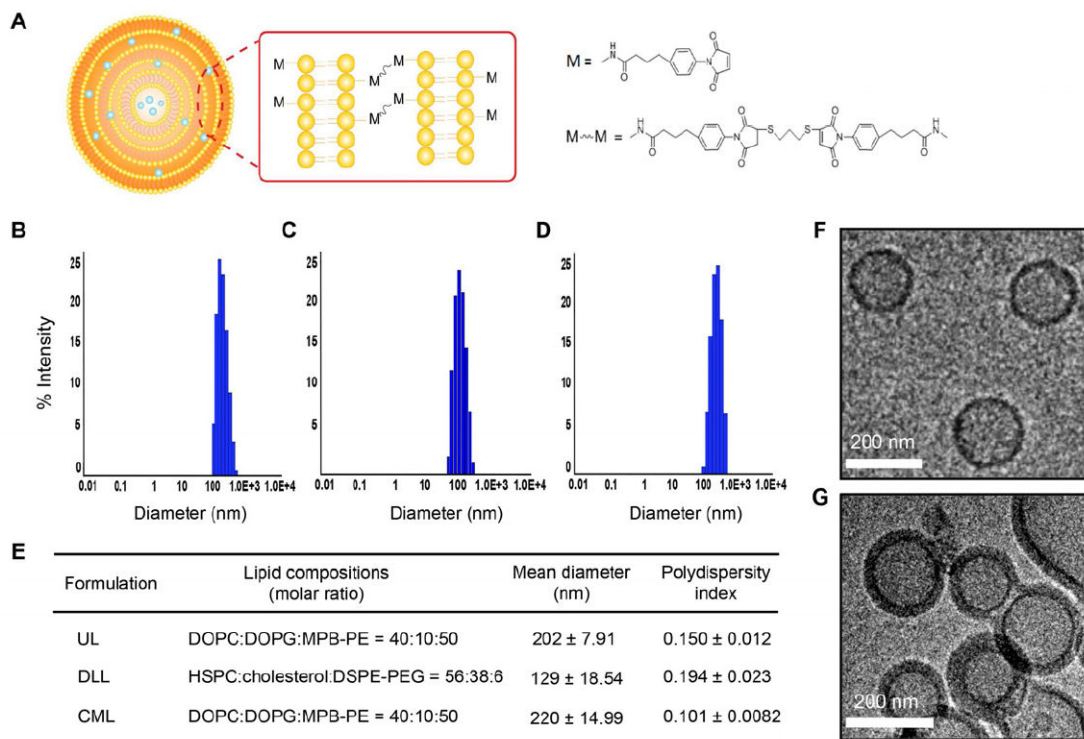 A
M
M
M
M
M
M
M
M
M =
H
N
O
O
N
O
M M =
H
N
O
O
N
O
S
S
O
N
O
O
H
N
B
C
D
F
25
20
15
10
5
0
% Intensity
0.01 0.1 1 10 100 1.0E+3 1.0E+4
Diameter (nm)
25
20
15
10
5
0.01 0.1 1 10 100 1.0E+3 1.0E+4
Diameter (nm)
25
20
15
10
5
0
0.01 0.1 1 10 100 1.0E+3 1.0E+4
Diameter (nm)
200 nm
G
200 nm
E
Formulation Lipid compositions (molar ratio) Mean diameter (nm) Polydispersity index
UL DOPC:DOPG:MPB-PE = 40:10:50 202 ± 7.91 0.150 ± 0.012
DLL HSPC:cholesterol:DSPE-PEG = 56:38:6 129 ± 18.54 0.194 ± 0.023
CML DOPC:DOPG:MPB-PE = 40:10:50 220 ± 14.99 0.101 ± 0.0082